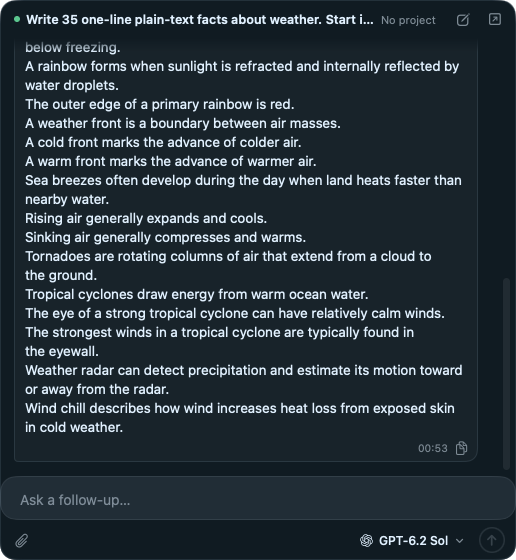 Write 35 one-line plain-text facts about weather. Start i... No project
below freezing.
A rainbow forms when sunlight is refracted and internally reflected by
water droplets.
The outer edge of a primary rainbow is red.
A weather front is a boundary between air masses.
A cold front marks the advance of colder air.
A warm front marks the advance of warmer air.
Sea breezes often develop during the day when land heats faster than
nearby water.
Rising air generally expands and cools.
Sinking air generally compresses and warms.
Tornadoes are rotating columns of air that extend from a cloud to
the ground.
Tropical cyclones draw energy from warm ocean water.
The eye of a strong tropical cyclone can have relatively calm winds.
The strongest winds in a tropical cyclone are typically found in
the eyewall.
Weather radar can detect precipitation and estimate its motion toward
or away from the radar.
Wind chill describes how wind increases heat loss from exposed skin
in cold weather.
00:53
Ask a follow-up...
GPT-6.2 Sol